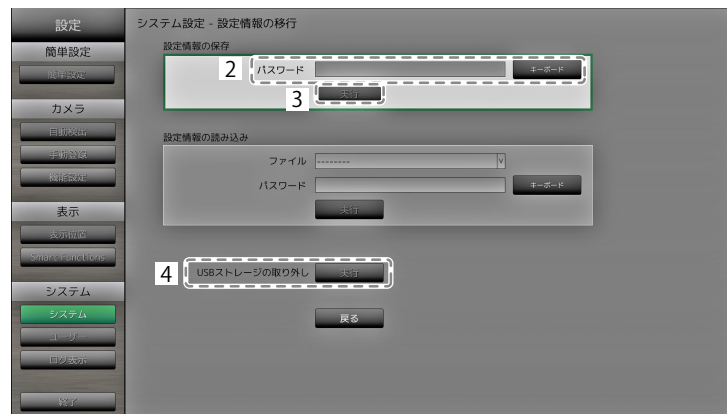 設定
システム設定 - 設定情報の移行
簡単設定
簡単設定
カメラ
自動検出
手動登録
機能設定
表示
表示位置
Smart Functions
システム
システム
ユーザー
ログ表示
終了
設定情報の保存
2 パスワード キーボード
3 実行
設定情報の読み込み
ファイル -------- v
パスワード キーボード
実行
4 USBストレージの取り外し 実行
戻る